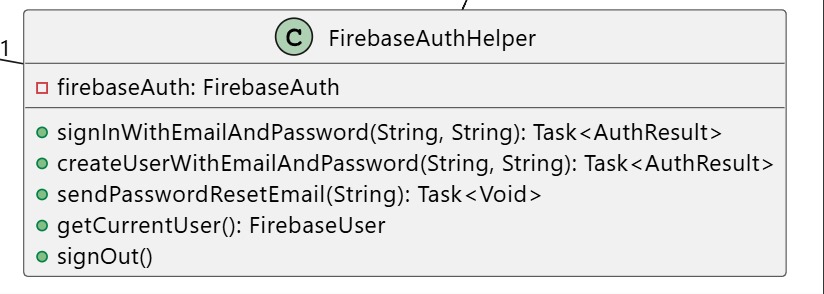 1
C FirebaseAuthHelper
firebaseAuth: FirebaseAuth
signInWithEmailAndPassword(String, String): Task<AuthResult>
createUserWithEmailAndPassword(String, String): Task<AuthResult>
sendPasswordResetEmail(String): Task<Void>
getCurrentUser(): FirebaseUser
signOut()